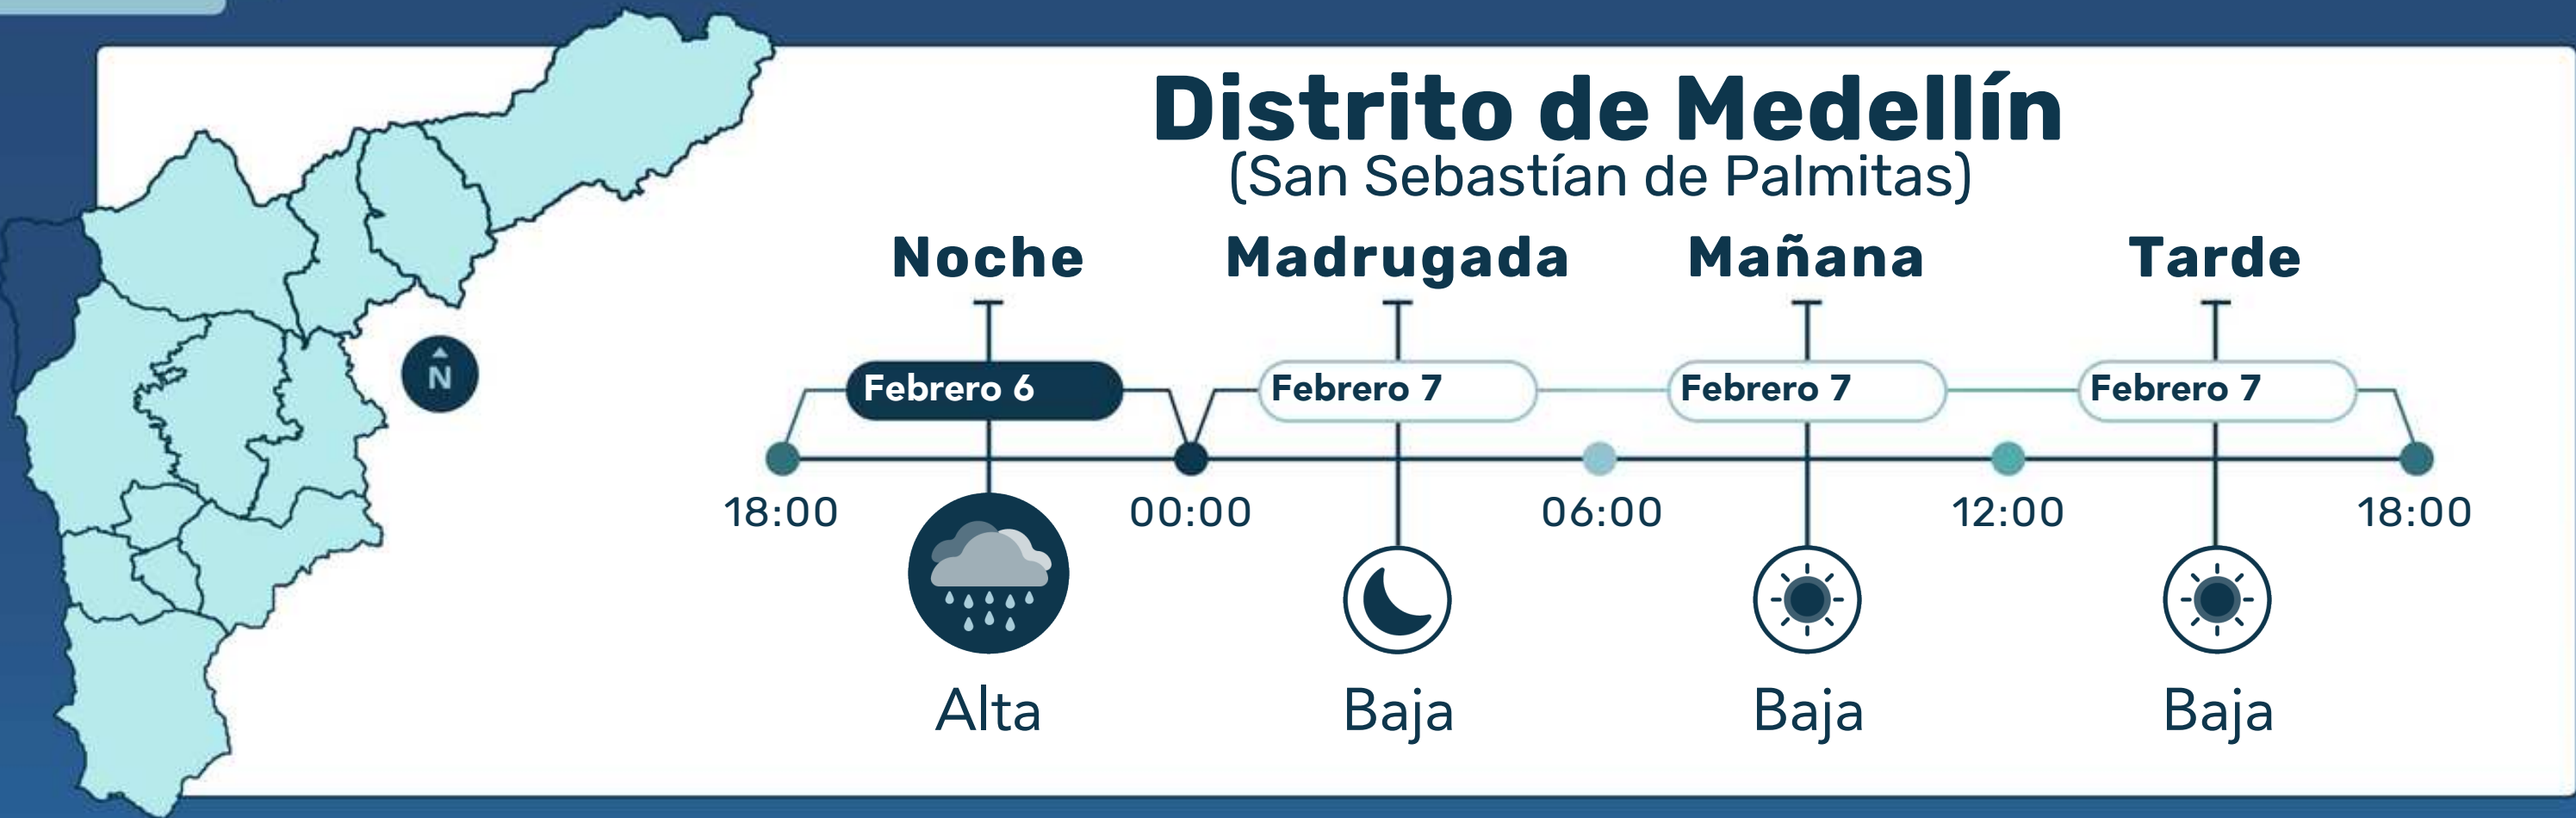 Distrito de Medellín
(San Sebastían de Palmitas)
Noche Madrugada Mañana Tarde
Febrero 6 Febrero 7 Febrero 7 Febrero 7
18:00 00:00 06:00 12:00 18:00
Alta Baja Baja Baja
N